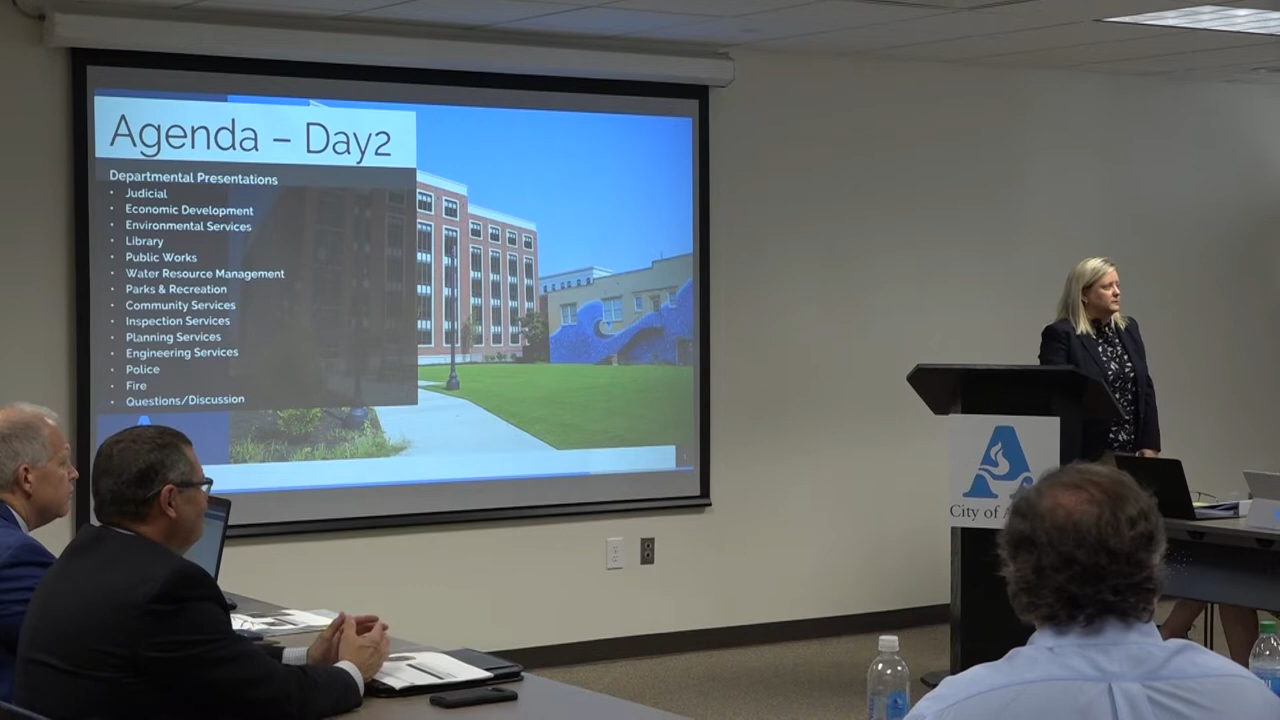 Agenda – Day2
Departmental Presentations
• Judicial
• Economic Development
• Environmental Services
• Library
• Public Works
• Water Resource Management
• Parks & Recreation
• Community Services
• Inspection Services
• Planning Services
• Engineering Services
• Police
• Fire
• Questions/Discussion
City of A